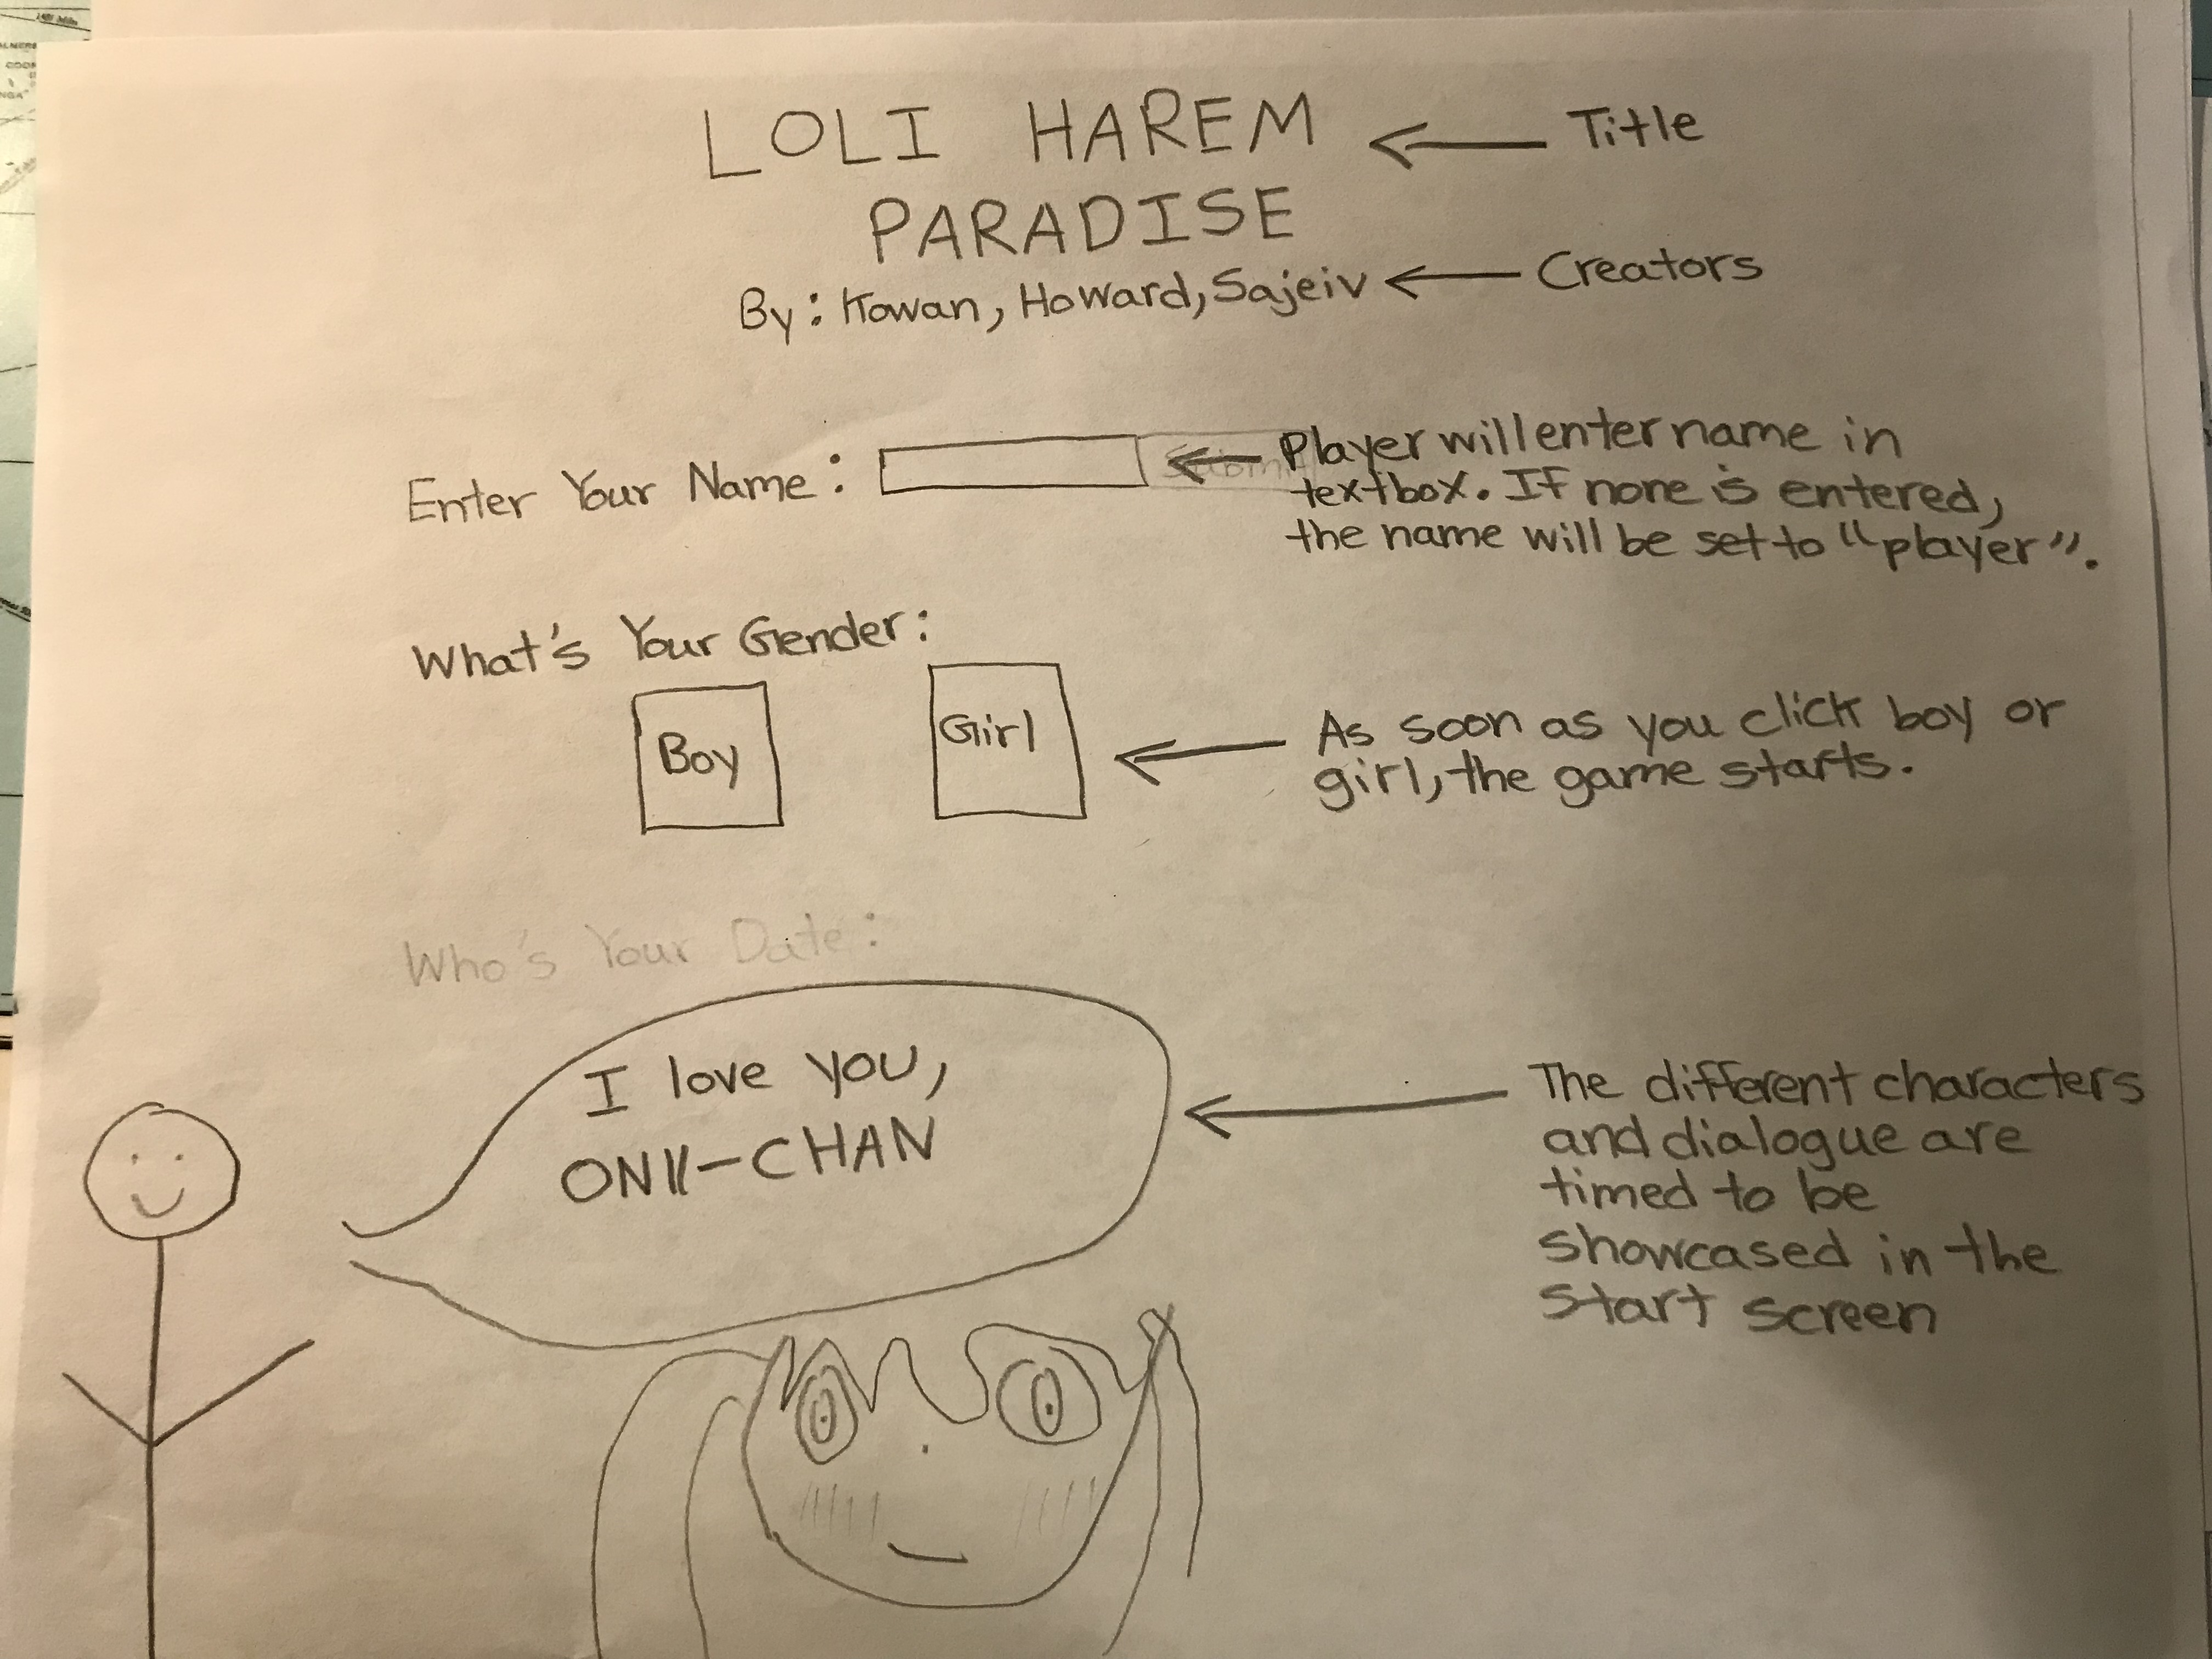 LOLI HAREM ← Title
PARADISE
By: Kowan, Howard, Sajeiv ← Creators
Enter Your Name: ← Player will enter name in
textbox. If none is entered,
the name will be set to "player".
What's Your Gender:
Boy Girl ← As soon as you click boy or
girl, the game starts.
Who's Your Date:
I love you,
ONII-CHAN
← The different characters
and dialogue are
timed to be
showcased in the
start screen